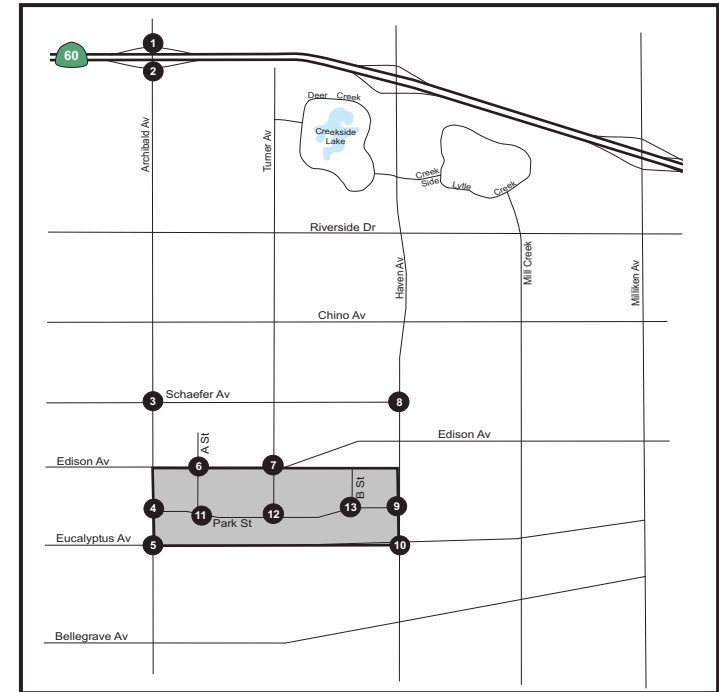 1
60
2
Deer Creek
Creekside
Lake
Archibald Av
Turner Av
Creek
Side
Lytle Creek
Riverside Dr
Haven Av
Mill Creek
Milliken Av
Chino Av
3
Schaefer Av
8
Edison Av
A St
Edison Av
6
7
B St
4
11
Park St
12
13
9
Eucalyptus Av
5
10
Bellegrave Av